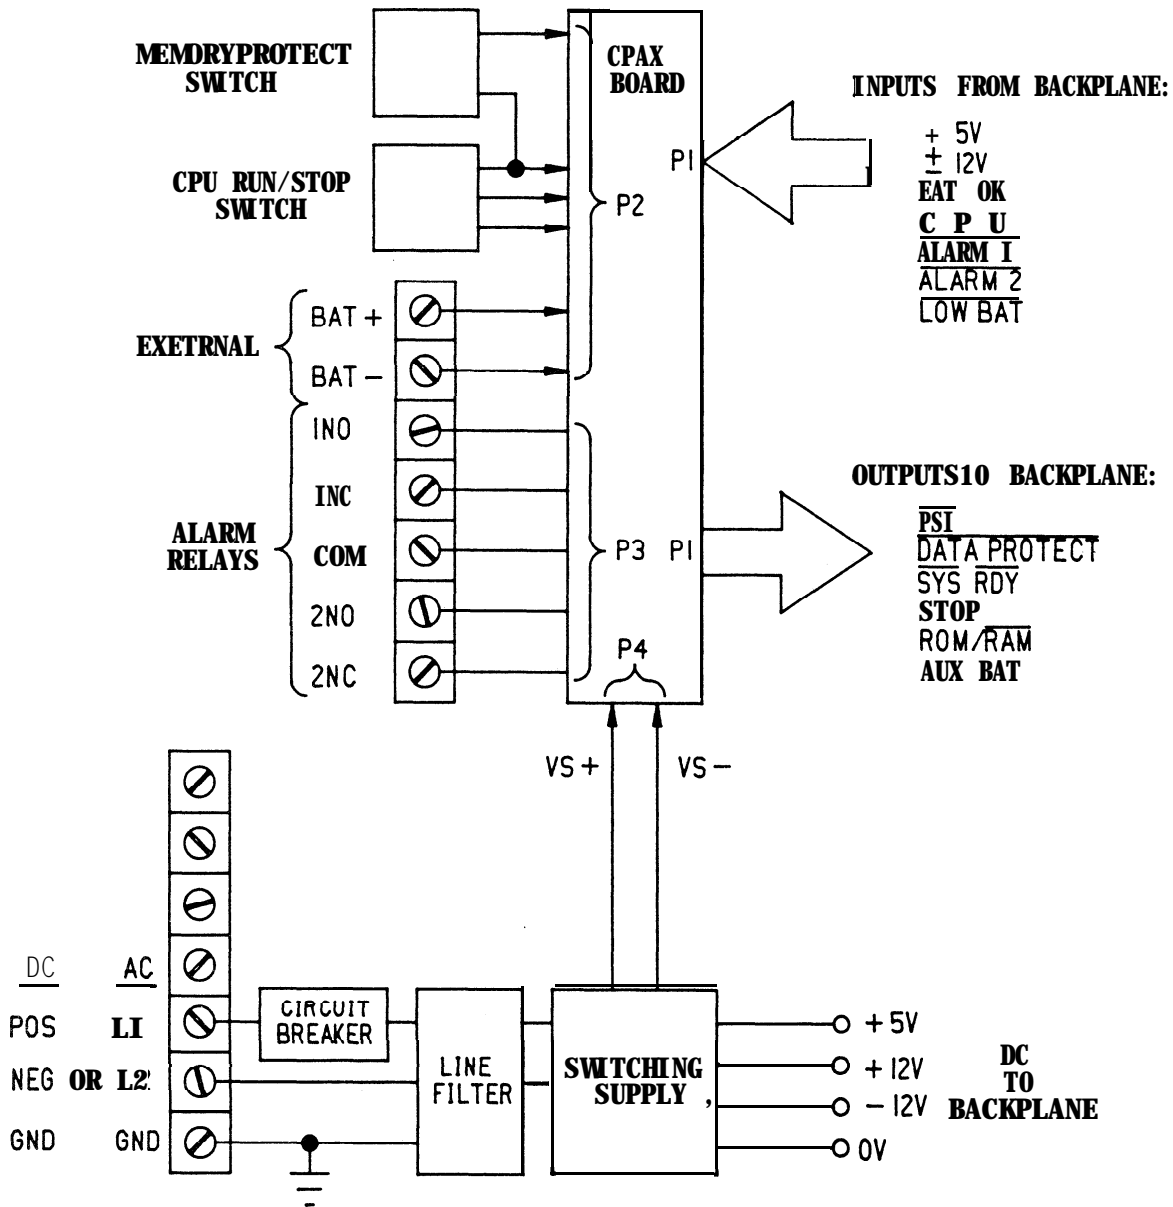 MEMORYPROTECT
SWITCH
CPAX
BOARD
INPUTS FROM BACKPLANE:
+ 5V
± 12V
EAT OK
C P U
ALARM I
ALARM 2
LOW BAT
P1
CPU RUN/STOP
SWITCH
P2
EXETRNAL
BAT +
BAT -
1NO
INC
COM
2NO
2NC
ALARM
RELAYS
P3
P1
OUTPUTS10 BACKPLANE:
PSI
DATA PROTECT
SYS RDY
STOP
ROM/RAM
AUX BAT
P4
VS +
VS -
DC AC
POS L1
NEG OR L2
GND GND
CIRCUIT
BREAKER
LINE
FILTER
SWITCHING
SUPPLY ,
+ 5V
+ 12V
- 12V
0V
DC
TO
BACKPLANE